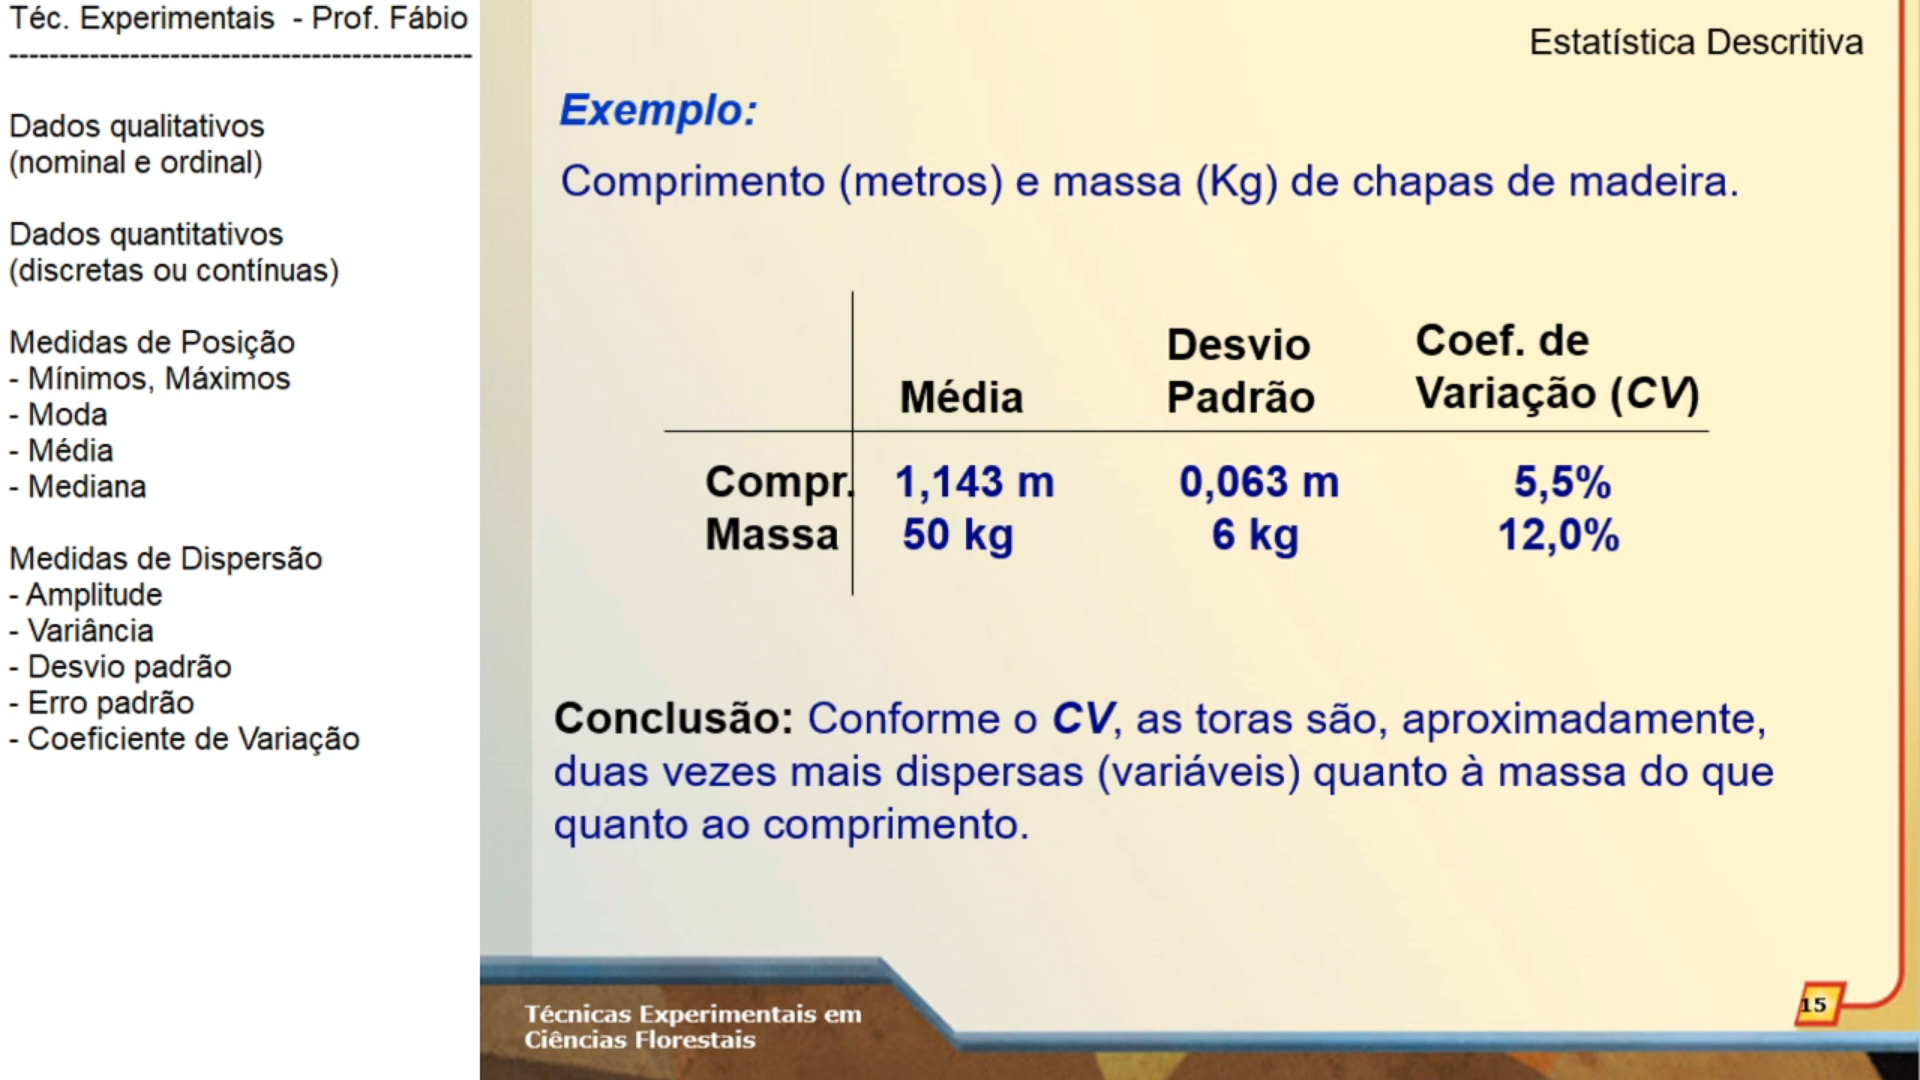 Téc. Experimentais - Prof. Fábio
------------------------------------------------
Dados qualitativos
(nominal e ordinal)
Dados quantitativos
(discretas ou contínuas)
Medidas de Posição
- Mínimos, Máximos
- Moda
- Média
- Mediana
Medidas de Dispersão
- Amplitude
- Variância
- Desvio padrão
- Erro padrão
- Coeficiente de Variação
Estatística Descritiva
Exemplo:
Comprimento (metros) e massa (Kg) de chapas de madeira.
Média Desvio Padrão Coef. de Variação (CV)
Compr. 1,143 m 0,063 m 5,5%
Massa 50 kg 6 kg 12,0%
Conclusão: Conforme o CV, as toras são, aproximadamente,
duas vezes mais dispersas (variáveis) quanto à massa do que
quanto ao comprimento.
Técnicas Experimentais em
Ciências Florestais
15